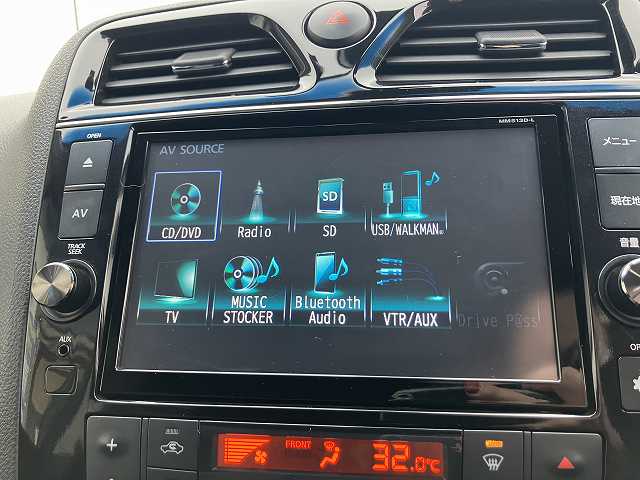 MM513D-L
OPEN
AV SOURCE
メニュー
AV
SD
現在地
CD/DVD
Radio
SD
USB/WALKMAN®
TRACK
SEEK
音量
TV
MUSIC
STOCKER
Bluetooth
Audio
VTR/AUX
Drive Pass
AUX
FRONT
32.0℃